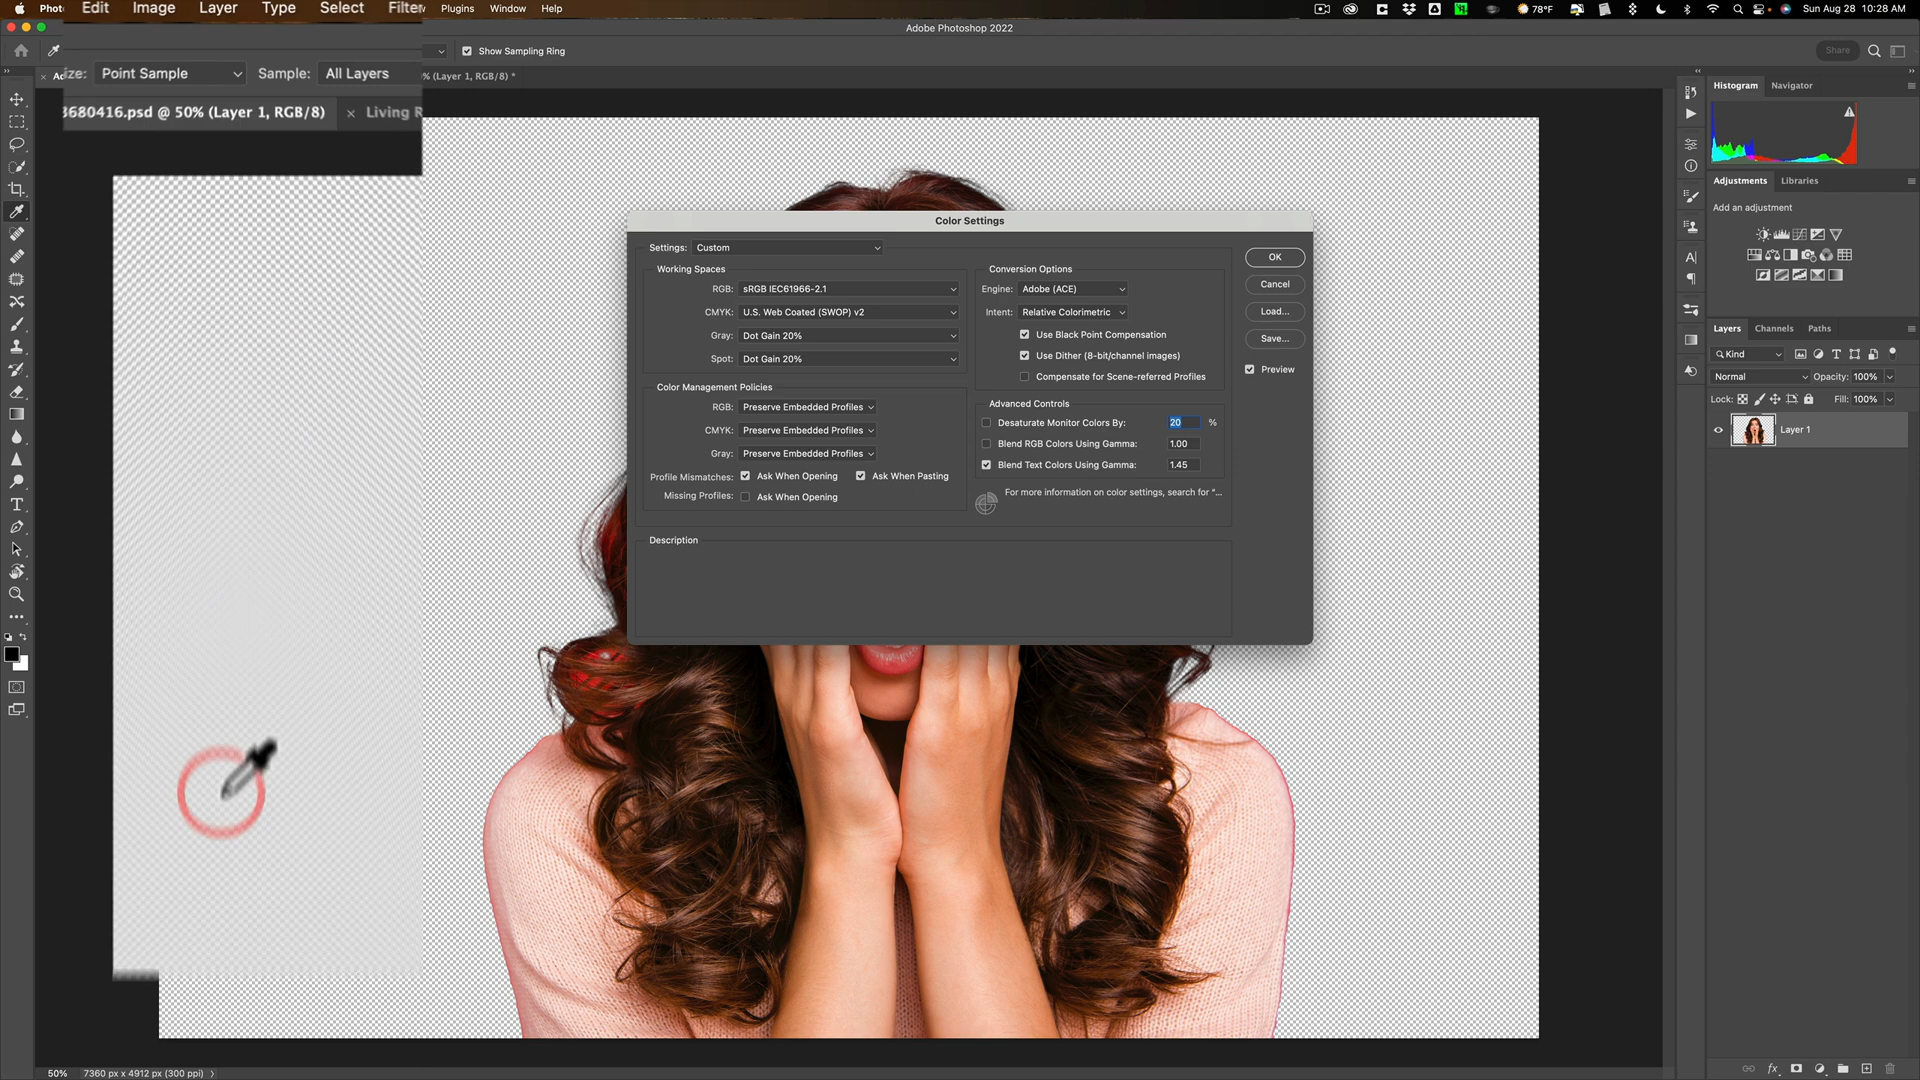 Phot Edit Image Layer Type Select Filter Plugins Window Help 78°F Sun Aug 28 10:28 AM
Adobe Photoshop 2022
Show Sampling Ring Share
ize: Point Sample Sample: All Layers
× Ad % (Layer 1, RGB/8) *
3680416.psd @ 50% (Layer 1, RGB/8) × Living R
Histogram Navigator
Adjustments Libraries
Add an adjustment
Color Settings
Settings: Custom
OK
Cancel
Load...
Save...
Preview
Working Spaces
RGB: sRGB IEC61966-2.1
CMYK: U.S. Web Coated (SWOP) v2
Gray: Dot Gain 20%
Spot: Dot Gain 20%
Color Management Policies
RGB: Preserve Embedded Profiles
CMYK: Preserve Embedded Profiles
Gray: Preserve Embedded Profiles
Profile Mismatches: Ask When Opening Ask When Pasting
Missing Profiles: Ask When Opening
Conversion Options
Engine: Adobe (ACE)
Intent: Relative Colorimetric
Use Black Point Compensation
Use Dither (8-bit/channel images)
Compensate for Scene-referred Profiles
Advanced Controls
Desaturate Monitor Colors By: 20 %
Blend RGB Colors Using Gamma: 1.00
Blend Text Colors Using Gamma: 1.45
For more information on color settings, search for "...
Description
Layers Channels Paths
Kind
Normal Opacity: 100%
Lock: Fill: 100%
Layer 1
50% 7360 px x 4912 px (300 ppi)